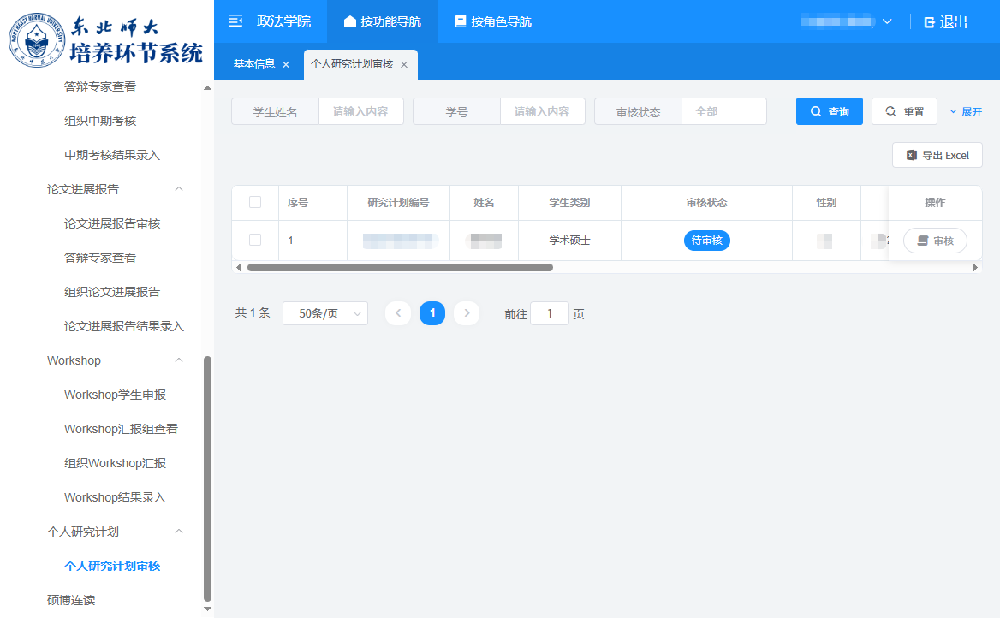 东北师大
培养环节系统
政法学院
按功能导航
按角色导航
退出
基本信息
个人研究计划审核
答辩专家查看
组织中期考核
中期考核结果录入
论文进展报告
论文进展报告审核
答辩专家查看
组织论文进展报告
论文进展报告结果录入
Workshop
Workshop学生申报
Workshop汇报组查看
组织Workshop汇报
Workshop结果录入
个人研究计划
个人研究计划审核
硕博连读
学生姓名 请输入内容 学号 请输入内容 审核状态 全部 查询 重置 展开
导出 Excel
序号 研究计划编号 姓名 学生类别 审核状态 性别 操作
1 学术硕士 待审核 审核
共 1 条 50条/页 1 前往 1 页